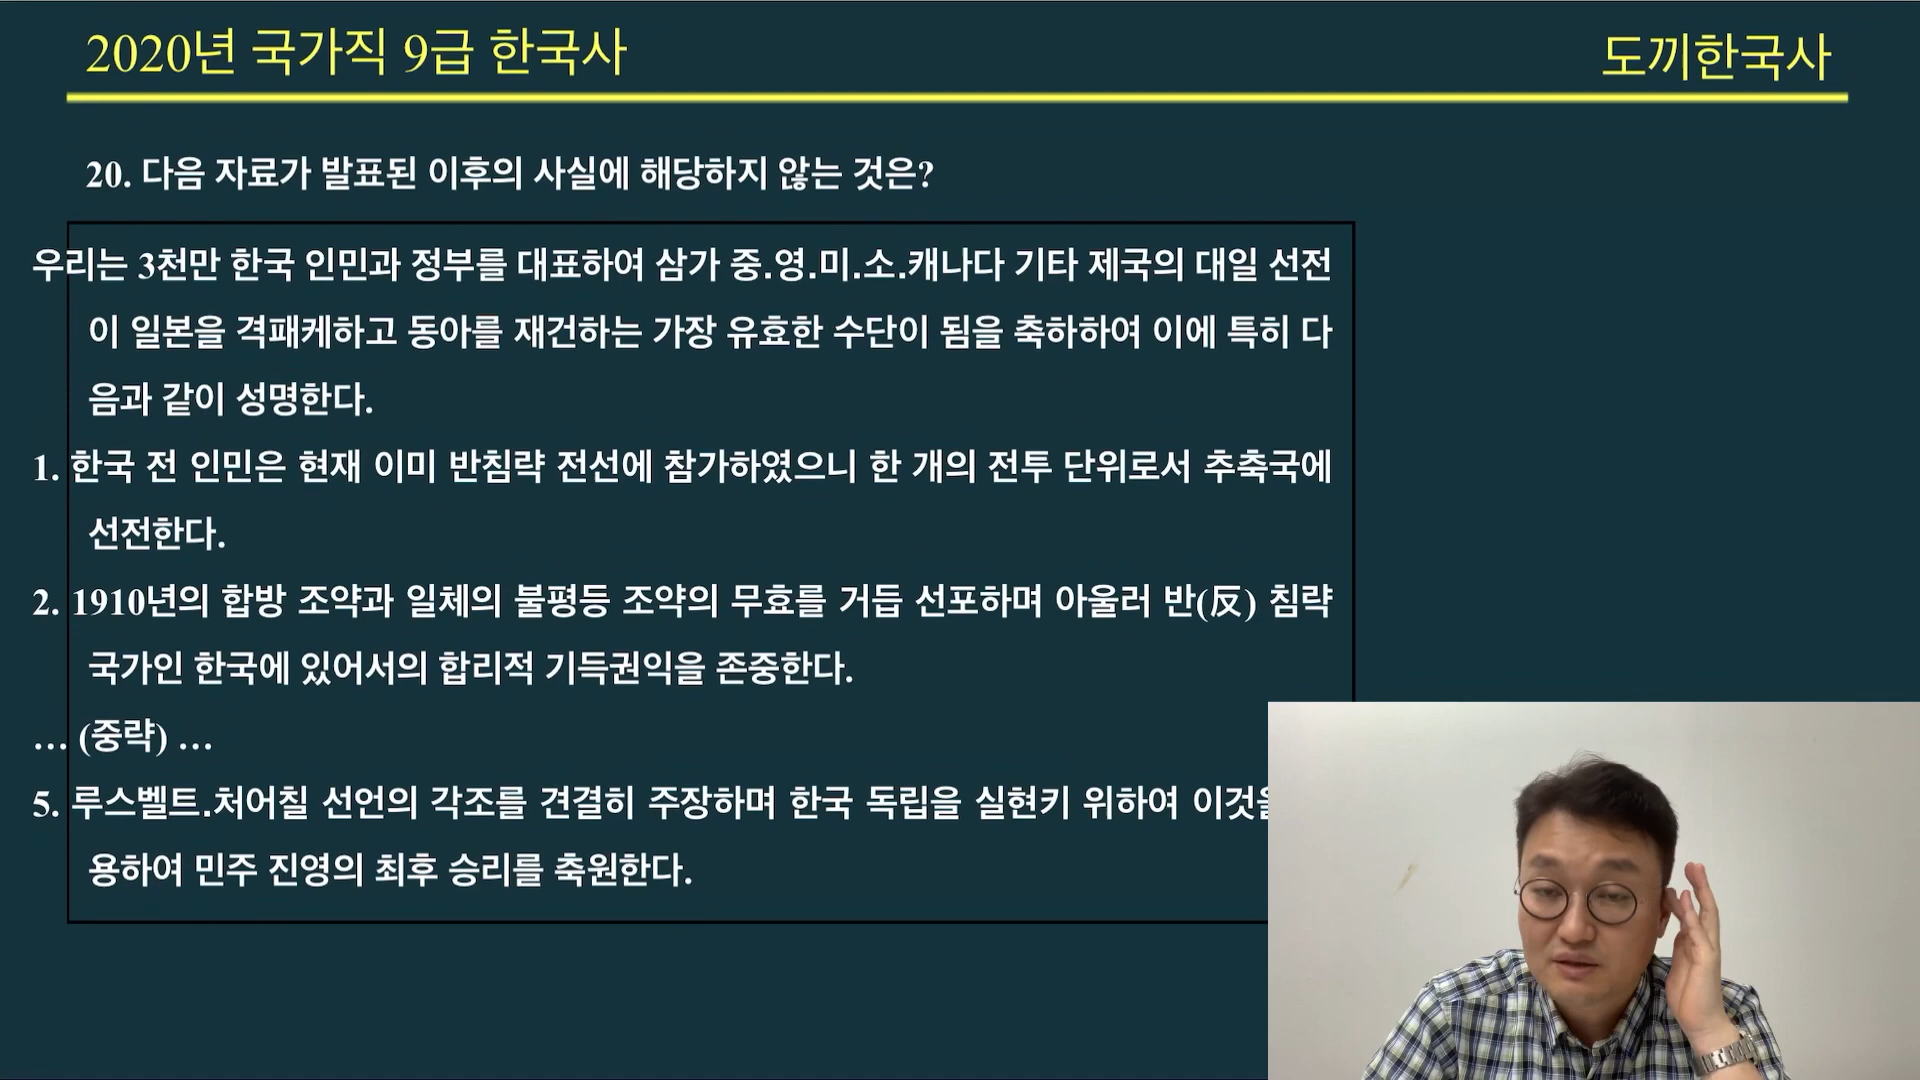 2020년 국가직 9급 한국사
도끼한국사
20. 다음 자료가 발표된 이후의 사실에 해당하지 않는 것은?
우리는 3천만 한국 인민과 정부를 대표하여 삼가 중.영.미.소.캐나다 기타 제국의 대일 선전
이 일본을 격패케하고 동아를 재건하는 가장 유효한 수단이 됨을 축하하여 이에 특히 다
음과 같이 성명한다.
1. 한국 전 인민은 현재 이미 반침략 전선에 참가하였으니 한 개의 전투 단위로서 추축국에
선전한다.
2. 1910년의 합방 조약과 일체의 불평등 조약의 무효를 거듭 선포하며 아울러 반(反) 침략
국가인 한국에 있어서의 합리적 기득권익을 존중한다.
… (중략) …
5. 루스벨트.처어칠 선언의 각조를 견결히 주장하며 한국 독립을 실현키 위하여 이것을
용하여 민주 진영의 최후 승리를 축원한다.